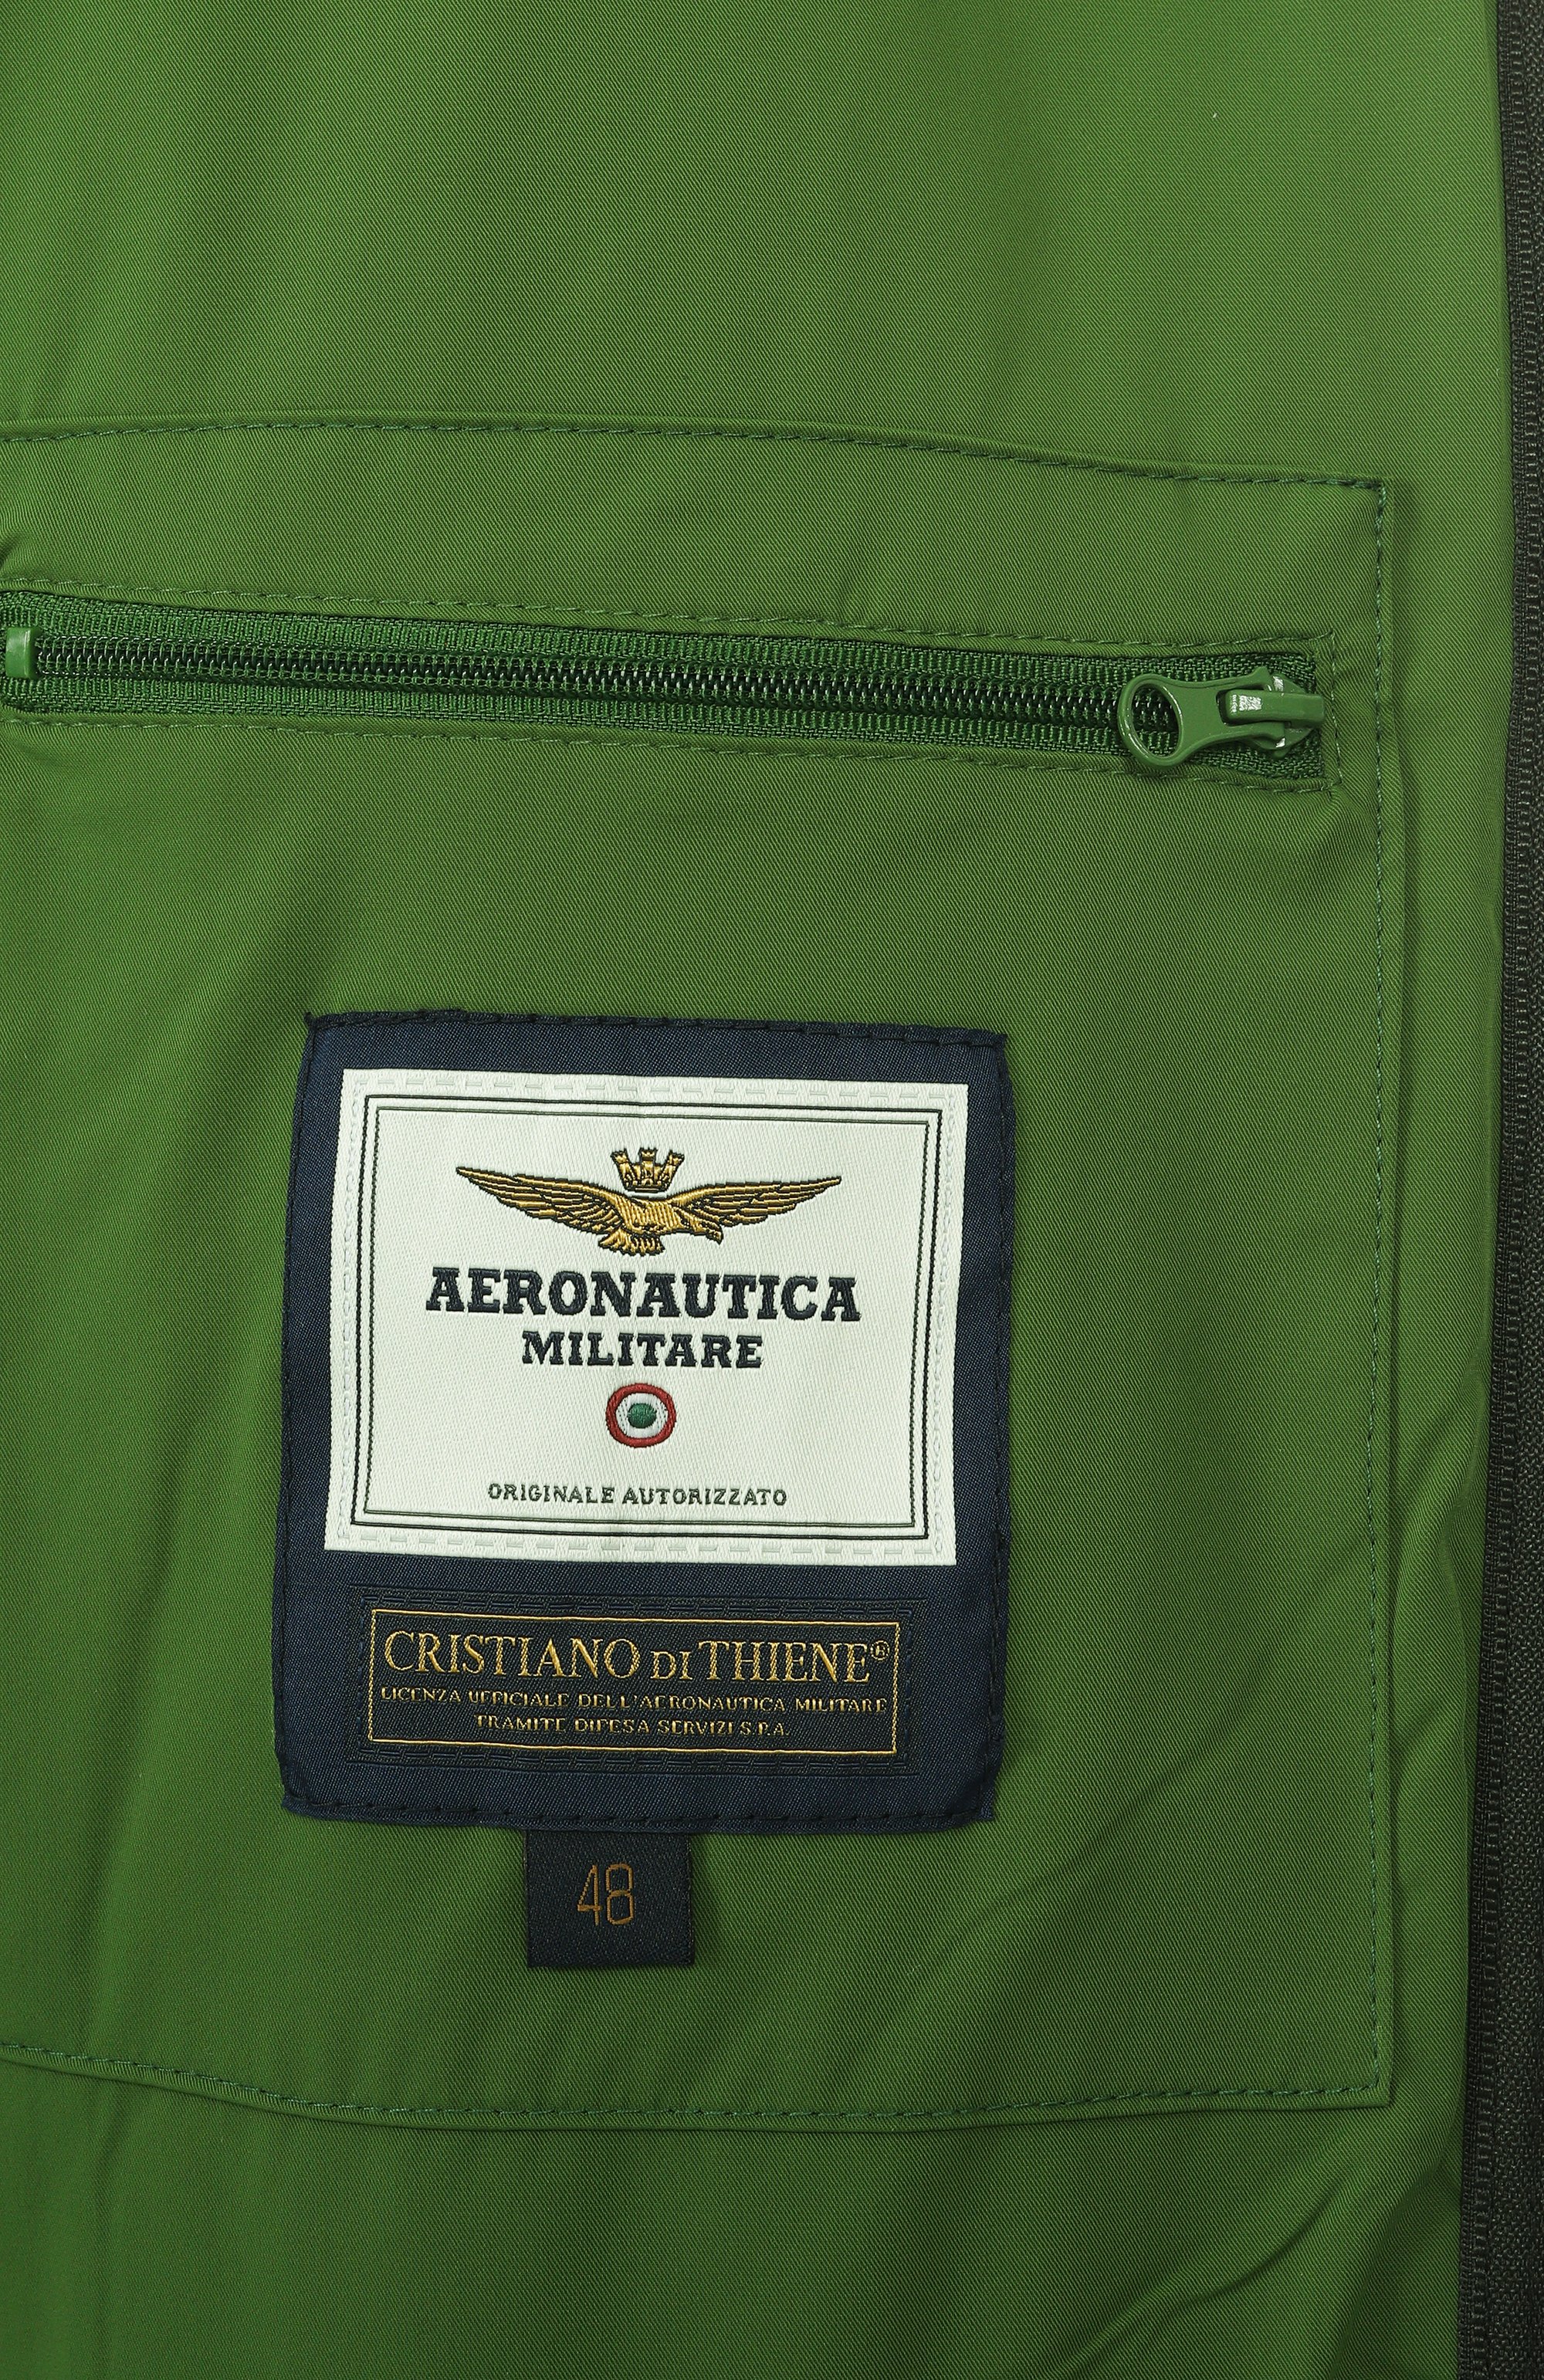 AERONAUTICA
MILITARE
ORIGINALE AUTORIZZATO
CRISTIANO DI THIENE®
LICENZA UFFICIALE DELL'AERONAUTICA MILITARE
TRAMITE DIFESA SERVIZI S.P.A.
48